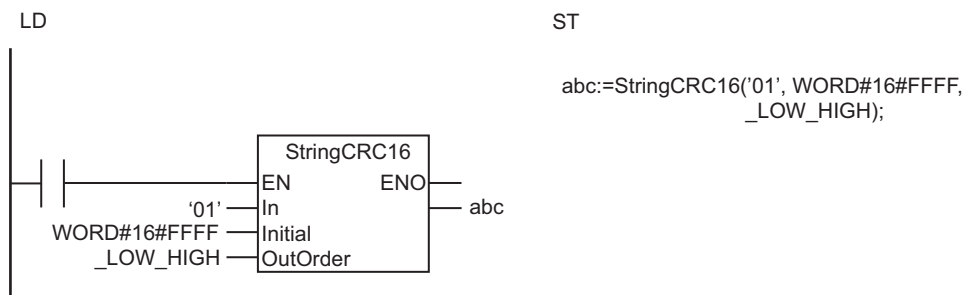 LD
ST
abc:=StringCRC16('01', WORD#16#FFFF,
_LOW_HIGH);
StringCRC16
EN ENO
‘01’ In abc
WORD#16#FFFF Initial
_LOW_HIGH OutOrder